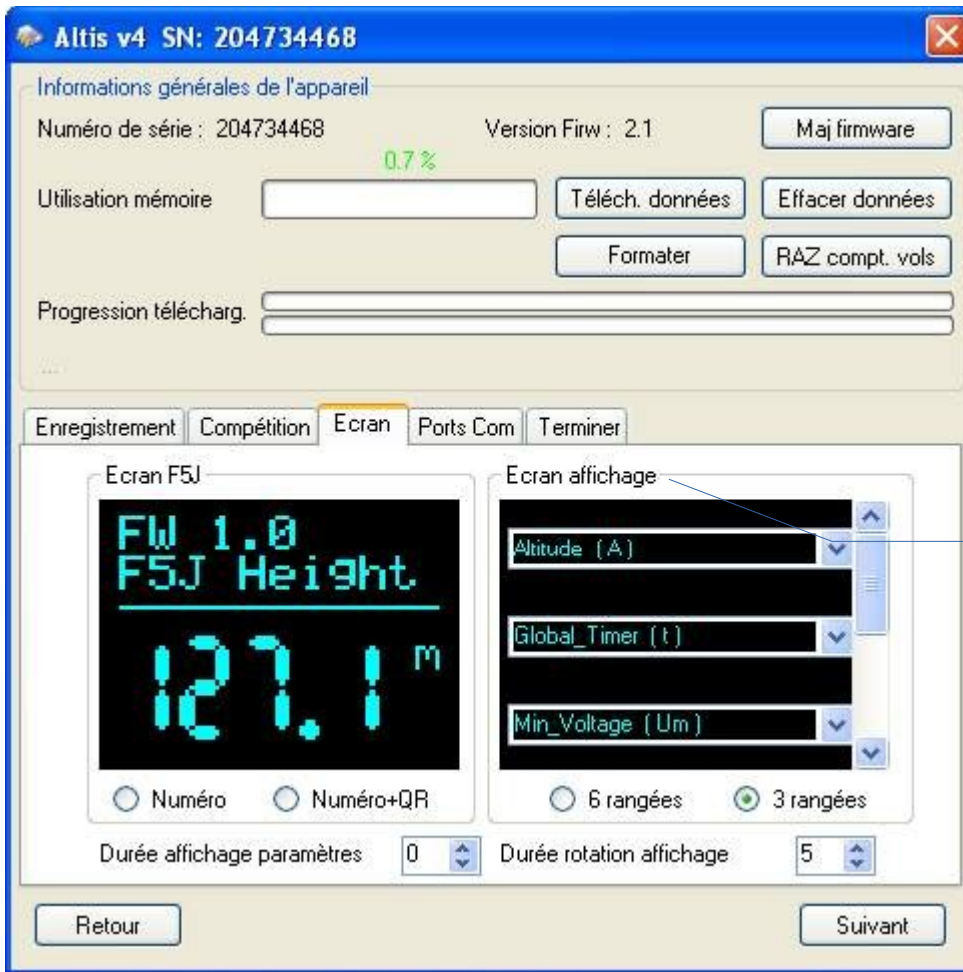 Altis v4 SN: 204734468
Informations générales de l'appareil
Numéro de série : 204734468 Version Firw : 2.1 Maj firmware
0.7 %
Utilisation mémoire Téléch. données Effacer données
Formater RAZ compt. vols
Progression télécharg.
...
Enregistrement Compétition Ecran Ports Com Terminer
Ecran F5J Ecran affichage
FW 1.0
F5J Height
127.1 m
Altitude (A)
Global_Timer (t)
Min_Voltage (Um)
Numéro Numéro+QR 6 rangées 3 rangées
Durée affichage paramètres 0 Durée rotation affichage 5
Retour Suivant